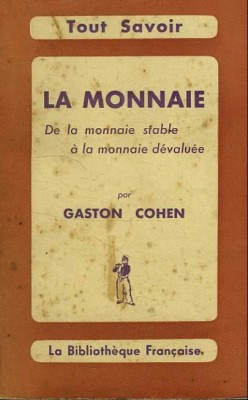 Tout Savoir
LA MONNAIE
De la monnaie stable
à la monnaie dévaluée
par
GASTON COHEN
La Bibliothèque Française.